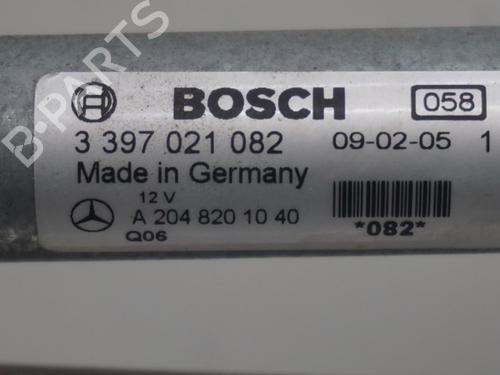 BOSCH 058
3 397 021 082 09-02-05 1
Made in Germany
12 V
A 204 820 10 40
Q06
*082*
B-PARTS